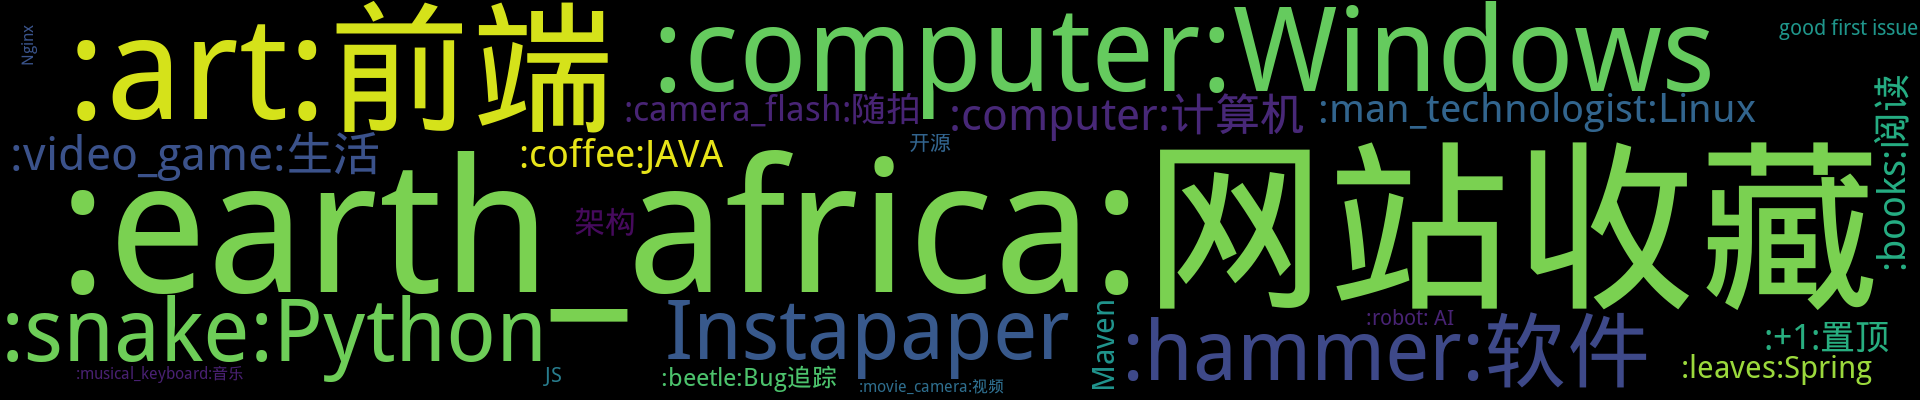 Nginx
:art:前端
:computer:Windows
good first issue
:camera_flash:随拍
:computer:计算机
:man_technologist:Linux
:books:阅读
:video_game:生活
:coffee:JAVA
开源
:earth_africa:网站收藏
架构
:snake:Python
Instapaper
Maven
:hammer:软件
:robot: AI
:+1:置顶
:leaves:Spring
:musical_keyboard:音乐
JS
:beetle:Bug追踪
:movie_camera:视频